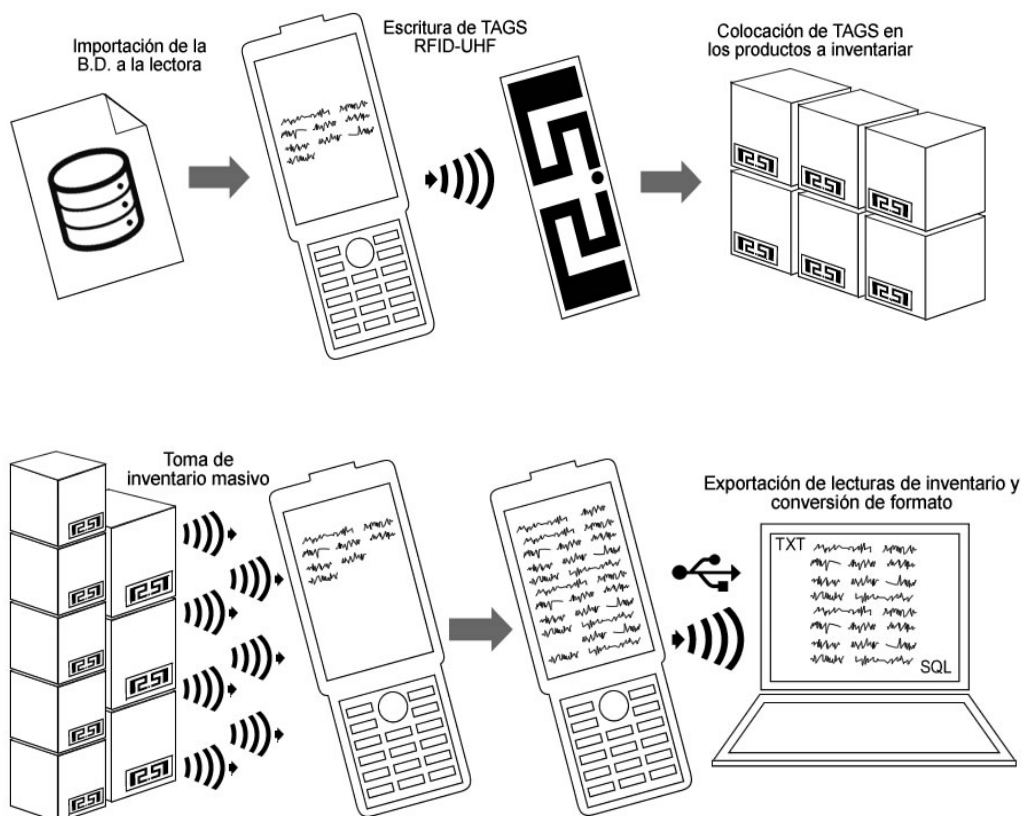 Importación de la
B.D. a la lectora
Escritura de TAGS
RFID-UHF
Colocación de TAGS en
los productos a inventariar
Toma de
inventario masivo
Exportación de lecturas de inventario y
conversión de formato
TXT
SQL